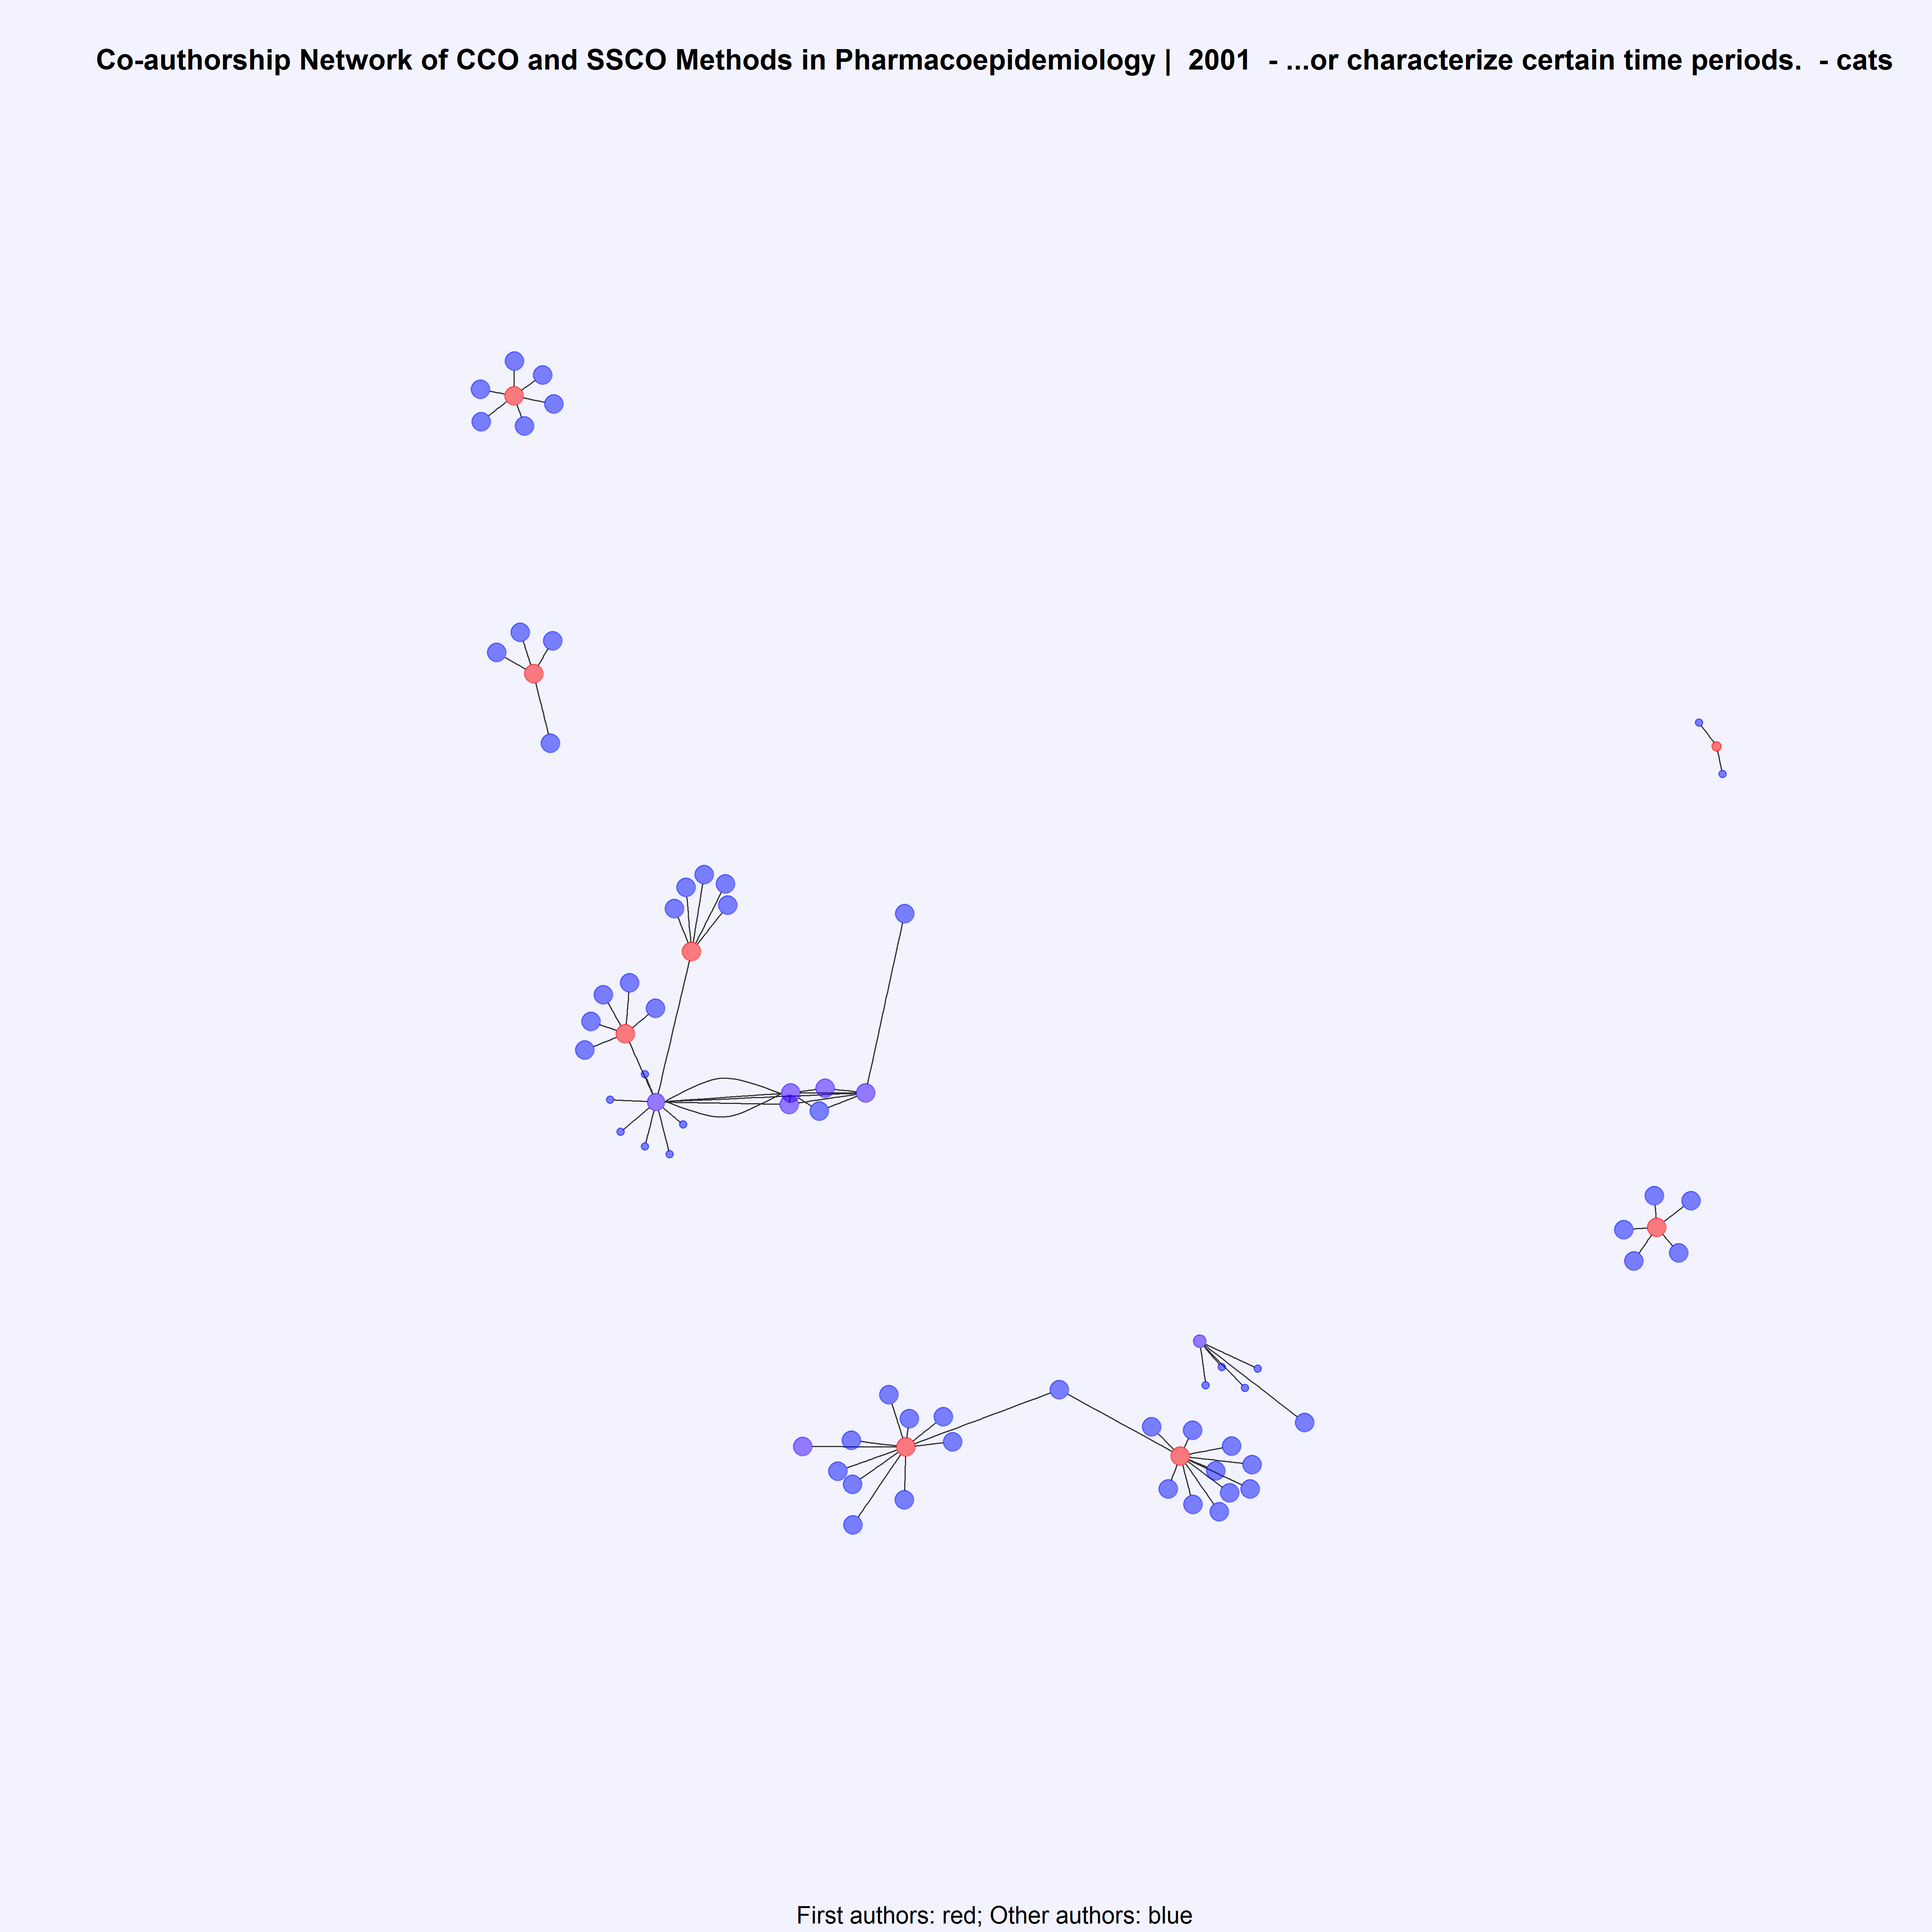 Co-authorship Network of CCO and SSCO Methods in Pharmacoepidemiology |  2001  - ...or characterize certain time periods.  - cats
First authors: red; Other authors: blue